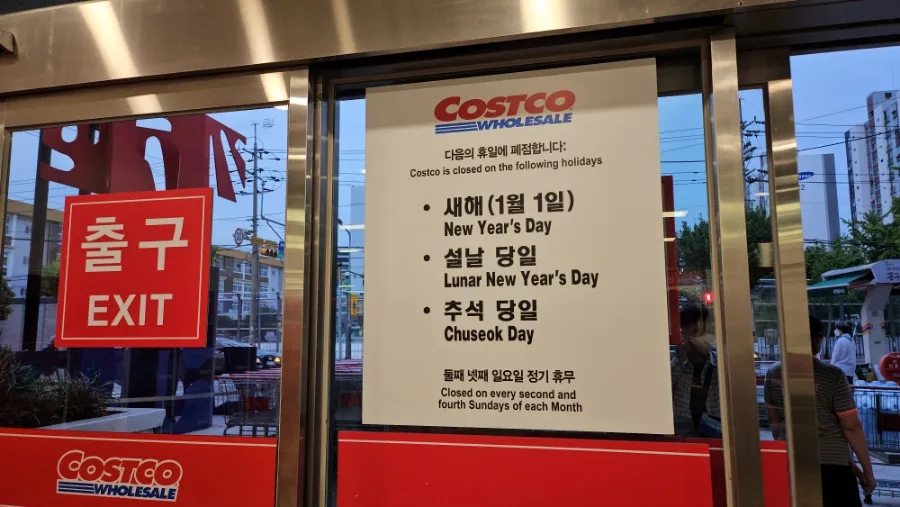 출구
EXIT
COSTCO
WHOLESALE
COSTCO
WHOLESALE
다음의 휴일에 폐점합니다:
Costco is closed on the following holidays
• 새해 (1월 1일)
New Year's Day
• 설날 당일
Lunar New Year's Day
• 추석 당일
Chuseok Day
둘째 넷째 일요일 정기 휴무
Closed on every second and
fourth Sundays of each Month